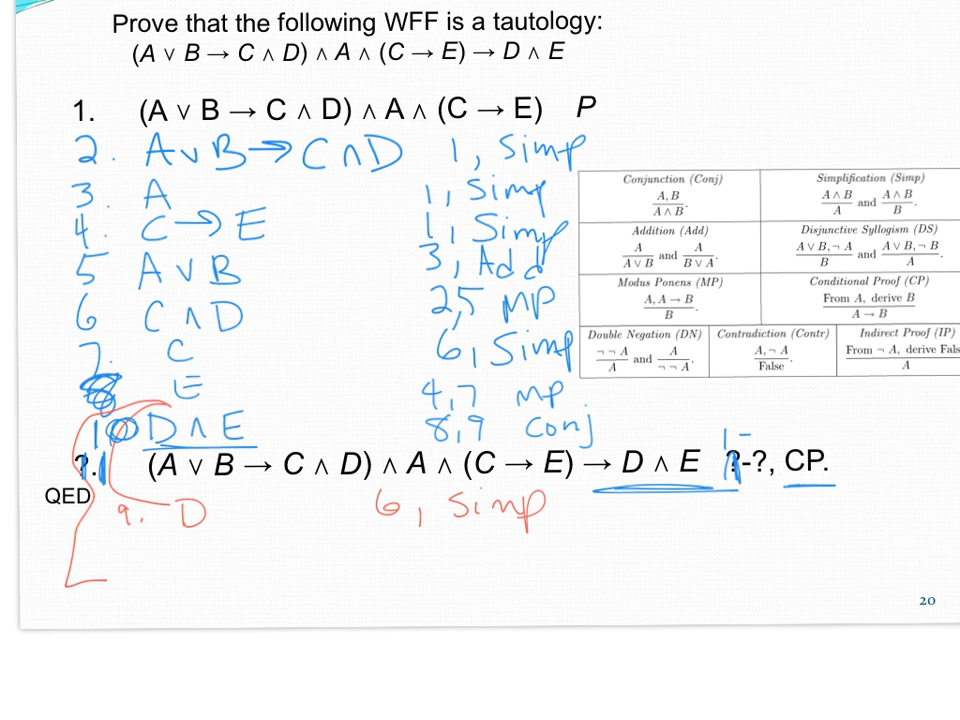 Prove that the following WFF is a tautology:
(A ∨ B → C ∧ D) ∧ A ∧ (C → E) → D ∧ E
1. (A ∨ B → C ∧ D) ∧ A ∧ (C → E) P
2. A ∨ B → C ∧ D 1, Simp
3. A 1, Simp
4. C → E 1, Simp
5 A ∨ B 3, Add
6 C ∧ D 2,5 MP
7. C 6, Simp
8 E 4,7 MP
10 D ∧ E 8,9 Conj
Conjunction (Conj)
A, B
A ∧ B .
Simplification (Simp)
A ∧ B
A
and
A ∧ B
B .
Addition (Add)
A
A ∨ B
and
A
B ∨ A .
Disjunctive Syllogism (DS)
A ∨ B, ¬ A
B
and
A ∨ B, ¬ B
A .
Modus Ponens (MP)
A, A → B
B .
Conditional Proof (CP)
From A, derive B
A → B .
Double Negation (DN)
¬ ¬ A
A
and
A
¬ ¬ A .
Contradiction (Contr)
A, ¬ A
False .
Indirect Proof (IP)
From ¬ A, derive Fals
A
11 (A ∨ B → C ∧ D) ∧ A ∧ (C → E) → D ∧ E 1- ?-?, CP.
QED
9. D 6, Simp
20